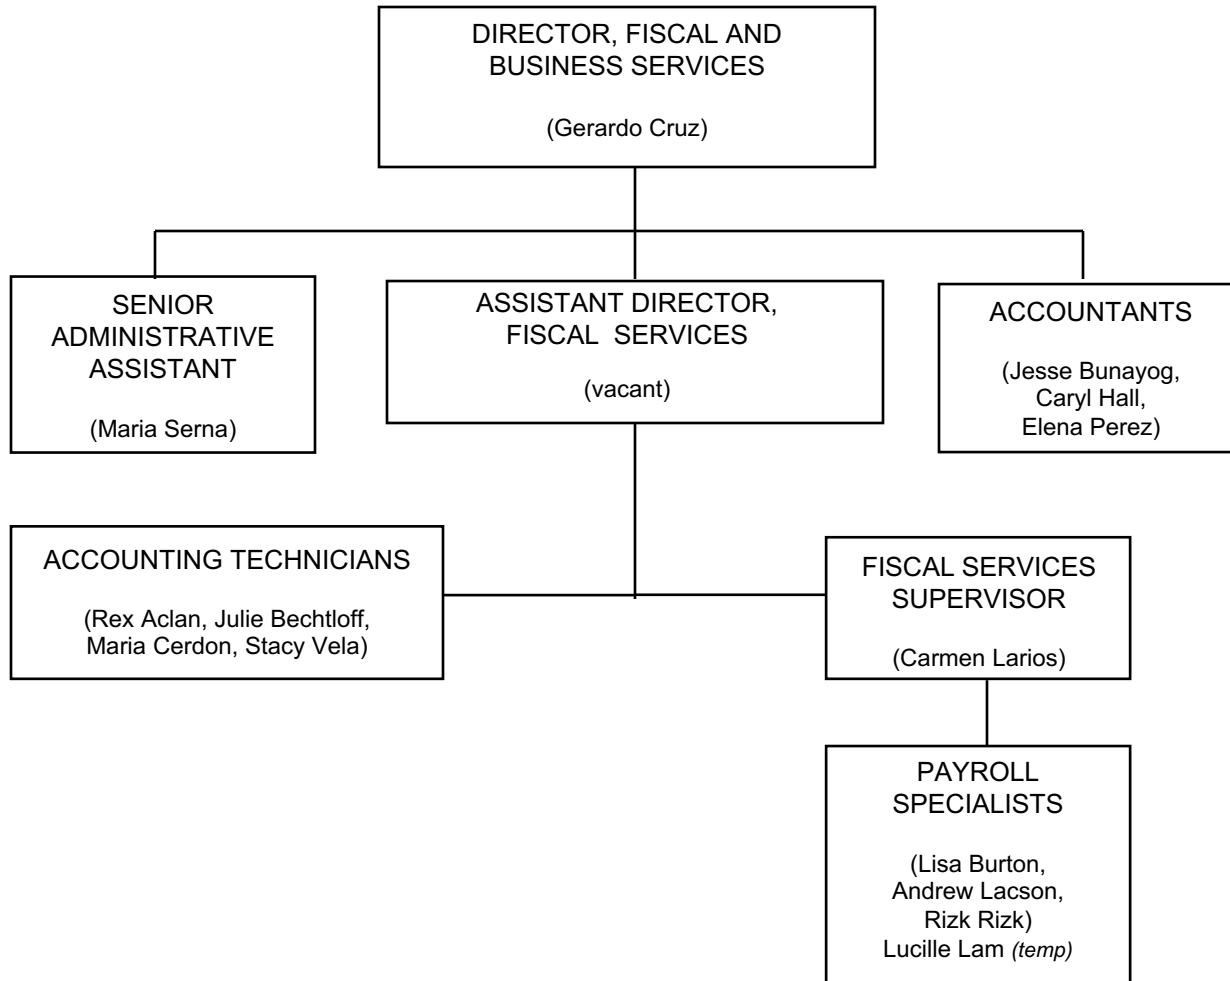 DIRECTOR, FISCAL AND
BUSINESS SERVICES
(Gerardo Cruz)
SENIOR
ADMINISTRATIVE
ASSISTANT
(Maria Serna)
ASSISTANT DIRECTOR,
FISCAL SERVICES
(vacant)
ACCOUNTANTS
(Jesse Bunayog,
Caryl Hall,
Elena Perez)
ACCOUNTING TECHNICIANS
(Rex Aclan, Julie Bechtloff,
Maria Cerdon, Stacy Vela)
FISCAL SERVICES
SUPERVISOR
(Carmen Larios)
PAYROLL
SPECIALISTS
(Lisa Burton,
Andrew Lacson,
Rizk Rizk)
Lucille Lam (temp)